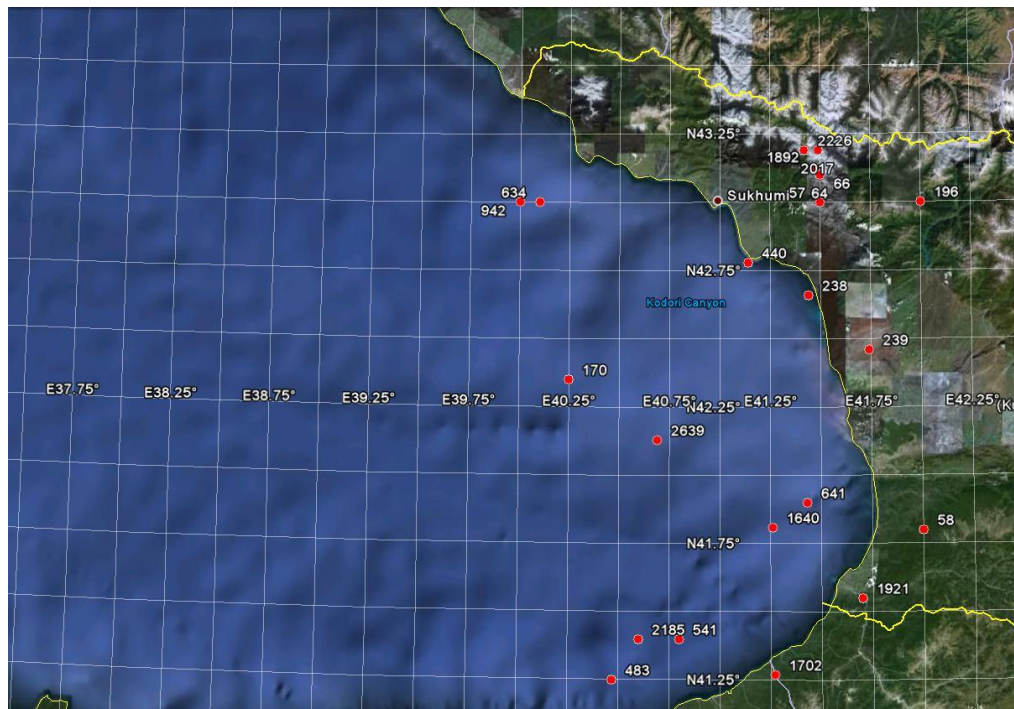 N43.25°
2226
1892
2017
66
634
Sukhumi
57
64
196
942
440
N42.75°
238
Kodori Canyon
239
170
E37.75°
E38.25°
E38.75°
E39.25°
E39.75°
E40.25°
E40.75°
E41.25°
E41.75°
E42.25°
(Ku
N42.25°
2639
641
1640
58
N41.75°
1921
2185
541
483
1702
N41.25°